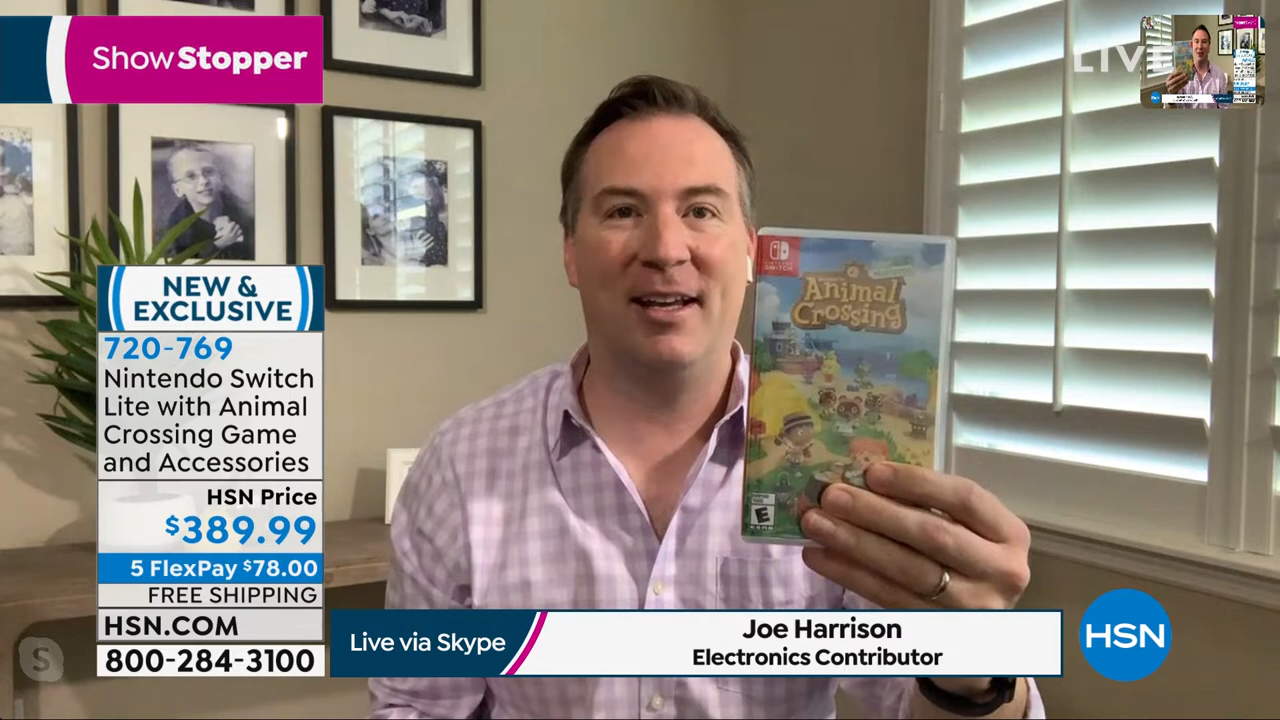 ShowStopper
LIVE
NEW &
EXCLUSIVE
720-769
Nintendo Switch
Lite with Animal
Crossing Game
and Accessories
HSN Price
$389.99
5 FlexPay $78.00
FREE SHIPPING
HSN.COM
800-284-3100
NINTENDO
SWITCH
Animal
Crossing
E
Live via Skype
Joe Harrison
Electronics Contributor
HSN
S